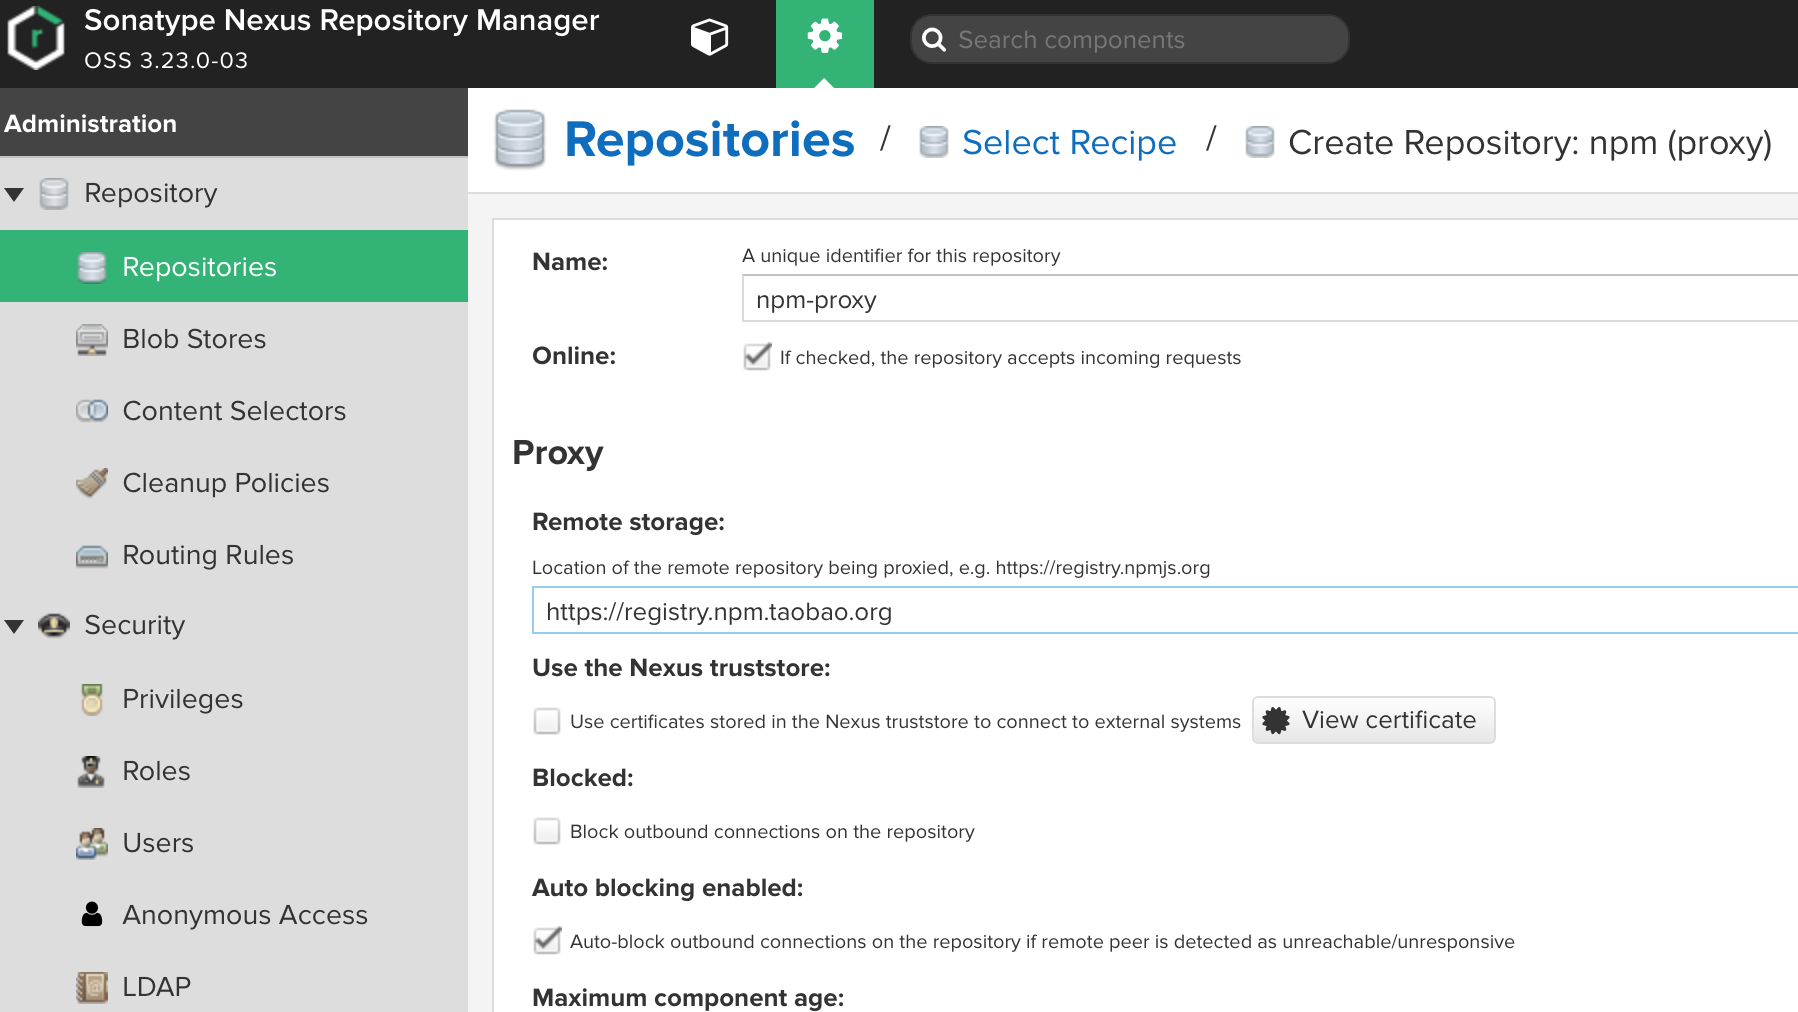 Sonatype Nexus Repository Manager
OSS 3.23.0-03
Search components
Administration
Repository
Repositories
Blob Stores
Content Selectors
Cleanup Policies
Routing Rules
Security
Privileges
Roles
Users
Anonymous Access
LDAP
Repositories / Select Recipe / Create Repository: npm (proxy)
Name:
A unique identifier for this repository
npm-proxy
Online:
If checked, the repository accepts incoming requests
Proxy
Remote storage:
Location of the remote repository being proxied, e.g. https://registry.npmjs.org
https://registry.npm.taobao.org
Use the Nexus truststore:
Use certificates stored in the Nexus truststore to connect to external systems
View certificate
Blocked:
Block outbound connections on the repository
Auto blocking enabled:
Auto-block outbound connections on the repository if remote peer is detected as unreachable/unresponsive
Maximum component age: